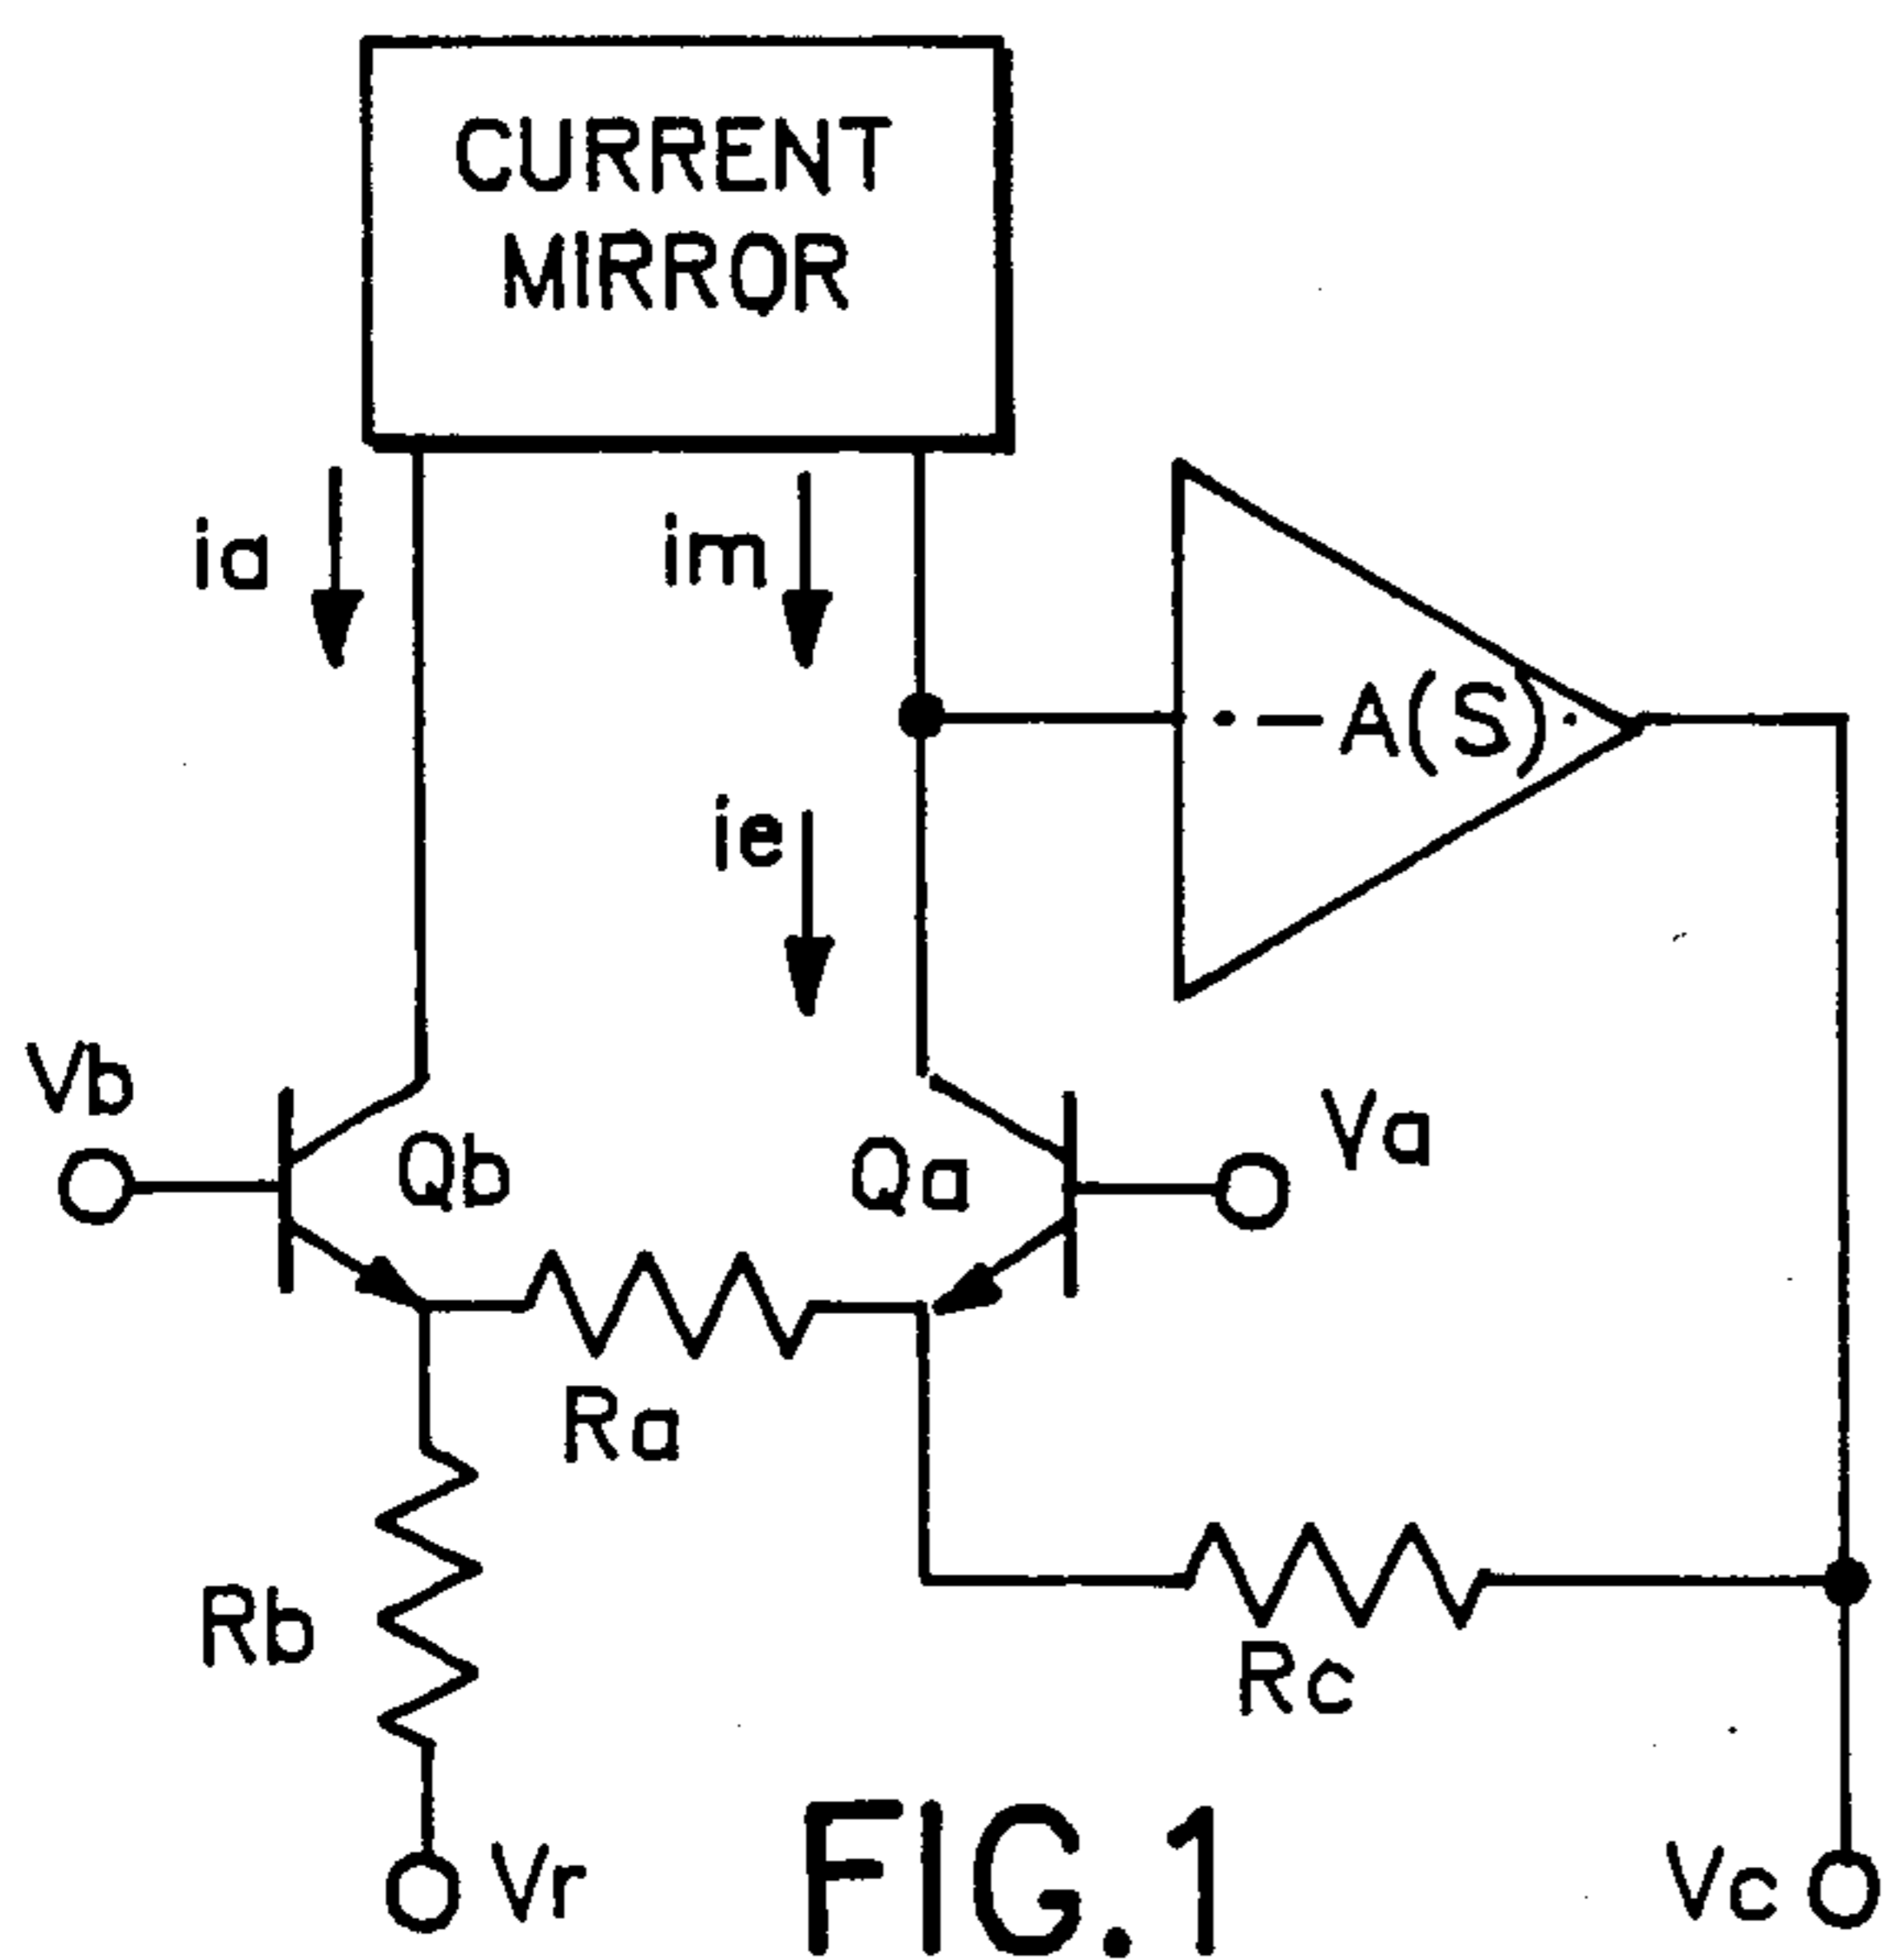 CURRENT
MIRROR
ia
im
-A(S)
ie
Vb
Va
Qb
Qa
Ra
Rb
Rc
Vr
FIG.1
Vc